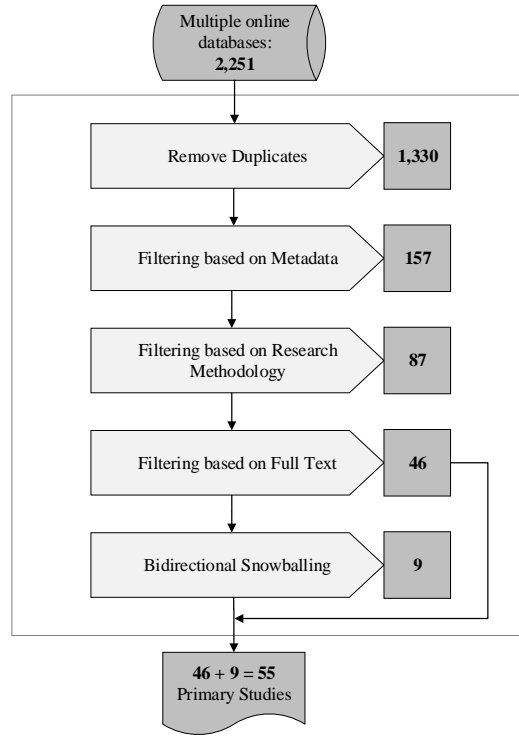 Multiple online
databases:
2,251
Remove Duplicates
1,330
Filtering based on Metadata
157
Filtering based on Research
Methodology
87
Filtering based on Full Text
46
Bidirectional Snowballing
9
46 + 9 = 55
Primary Studies